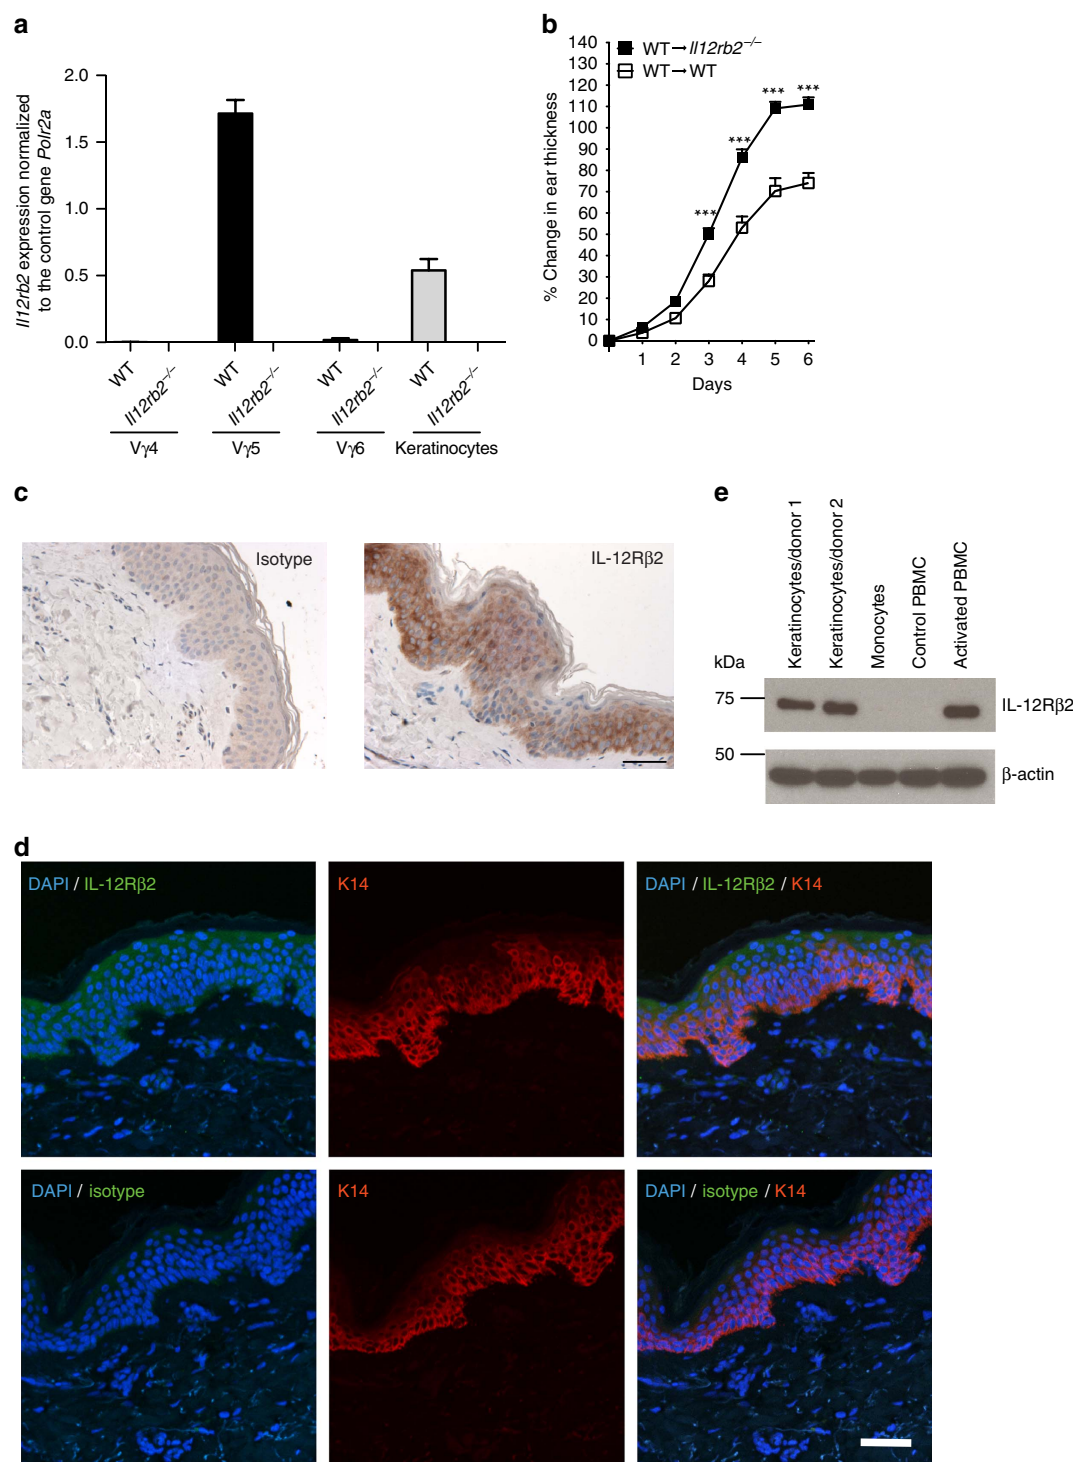 a
Il12rb2 expression normalized
to the control gene Polr2a
2.0
1.5
1.0
0.5
0.0
WT
Il12rb2−/−
WT
Il12rb2−/−
WT
Il12rb2−/−
WT
Il12rb2−/−
Vγ4
Vγ5
Vγ6
Keratinocytes
b
% Change in ear thickness
140
130
120
110
100
90
80
70
60
50
40
30
20
10
0
WT→Il12rb2−/−
WT→WT
***
***
***
***
1 2 3 4 5 6
Days
c
Isotype
IL-12Rβ2
e
Keratinocytes/donor 1
Keratinocytes/donor 2
Monocytes
Control PBMC
Activated PBMC
kDa
75
IL-12Rβ2
50
β-actin
d
DAPI / IL-12Rβ2
K14
DAPI / IL-12Rβ2 / K14
DAPI / isotype
K14
DAPI / isotype / K14